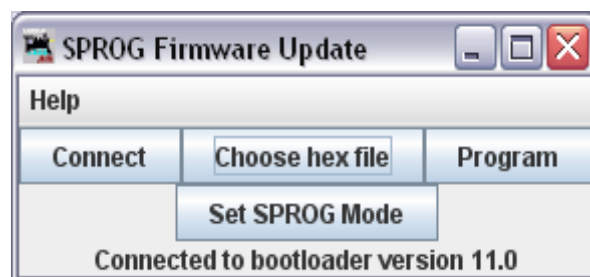 SPROG Firmware Update
Help
Connect Choose hex file Program
Set SPROG Mode
Connected to bootloader version 11.0